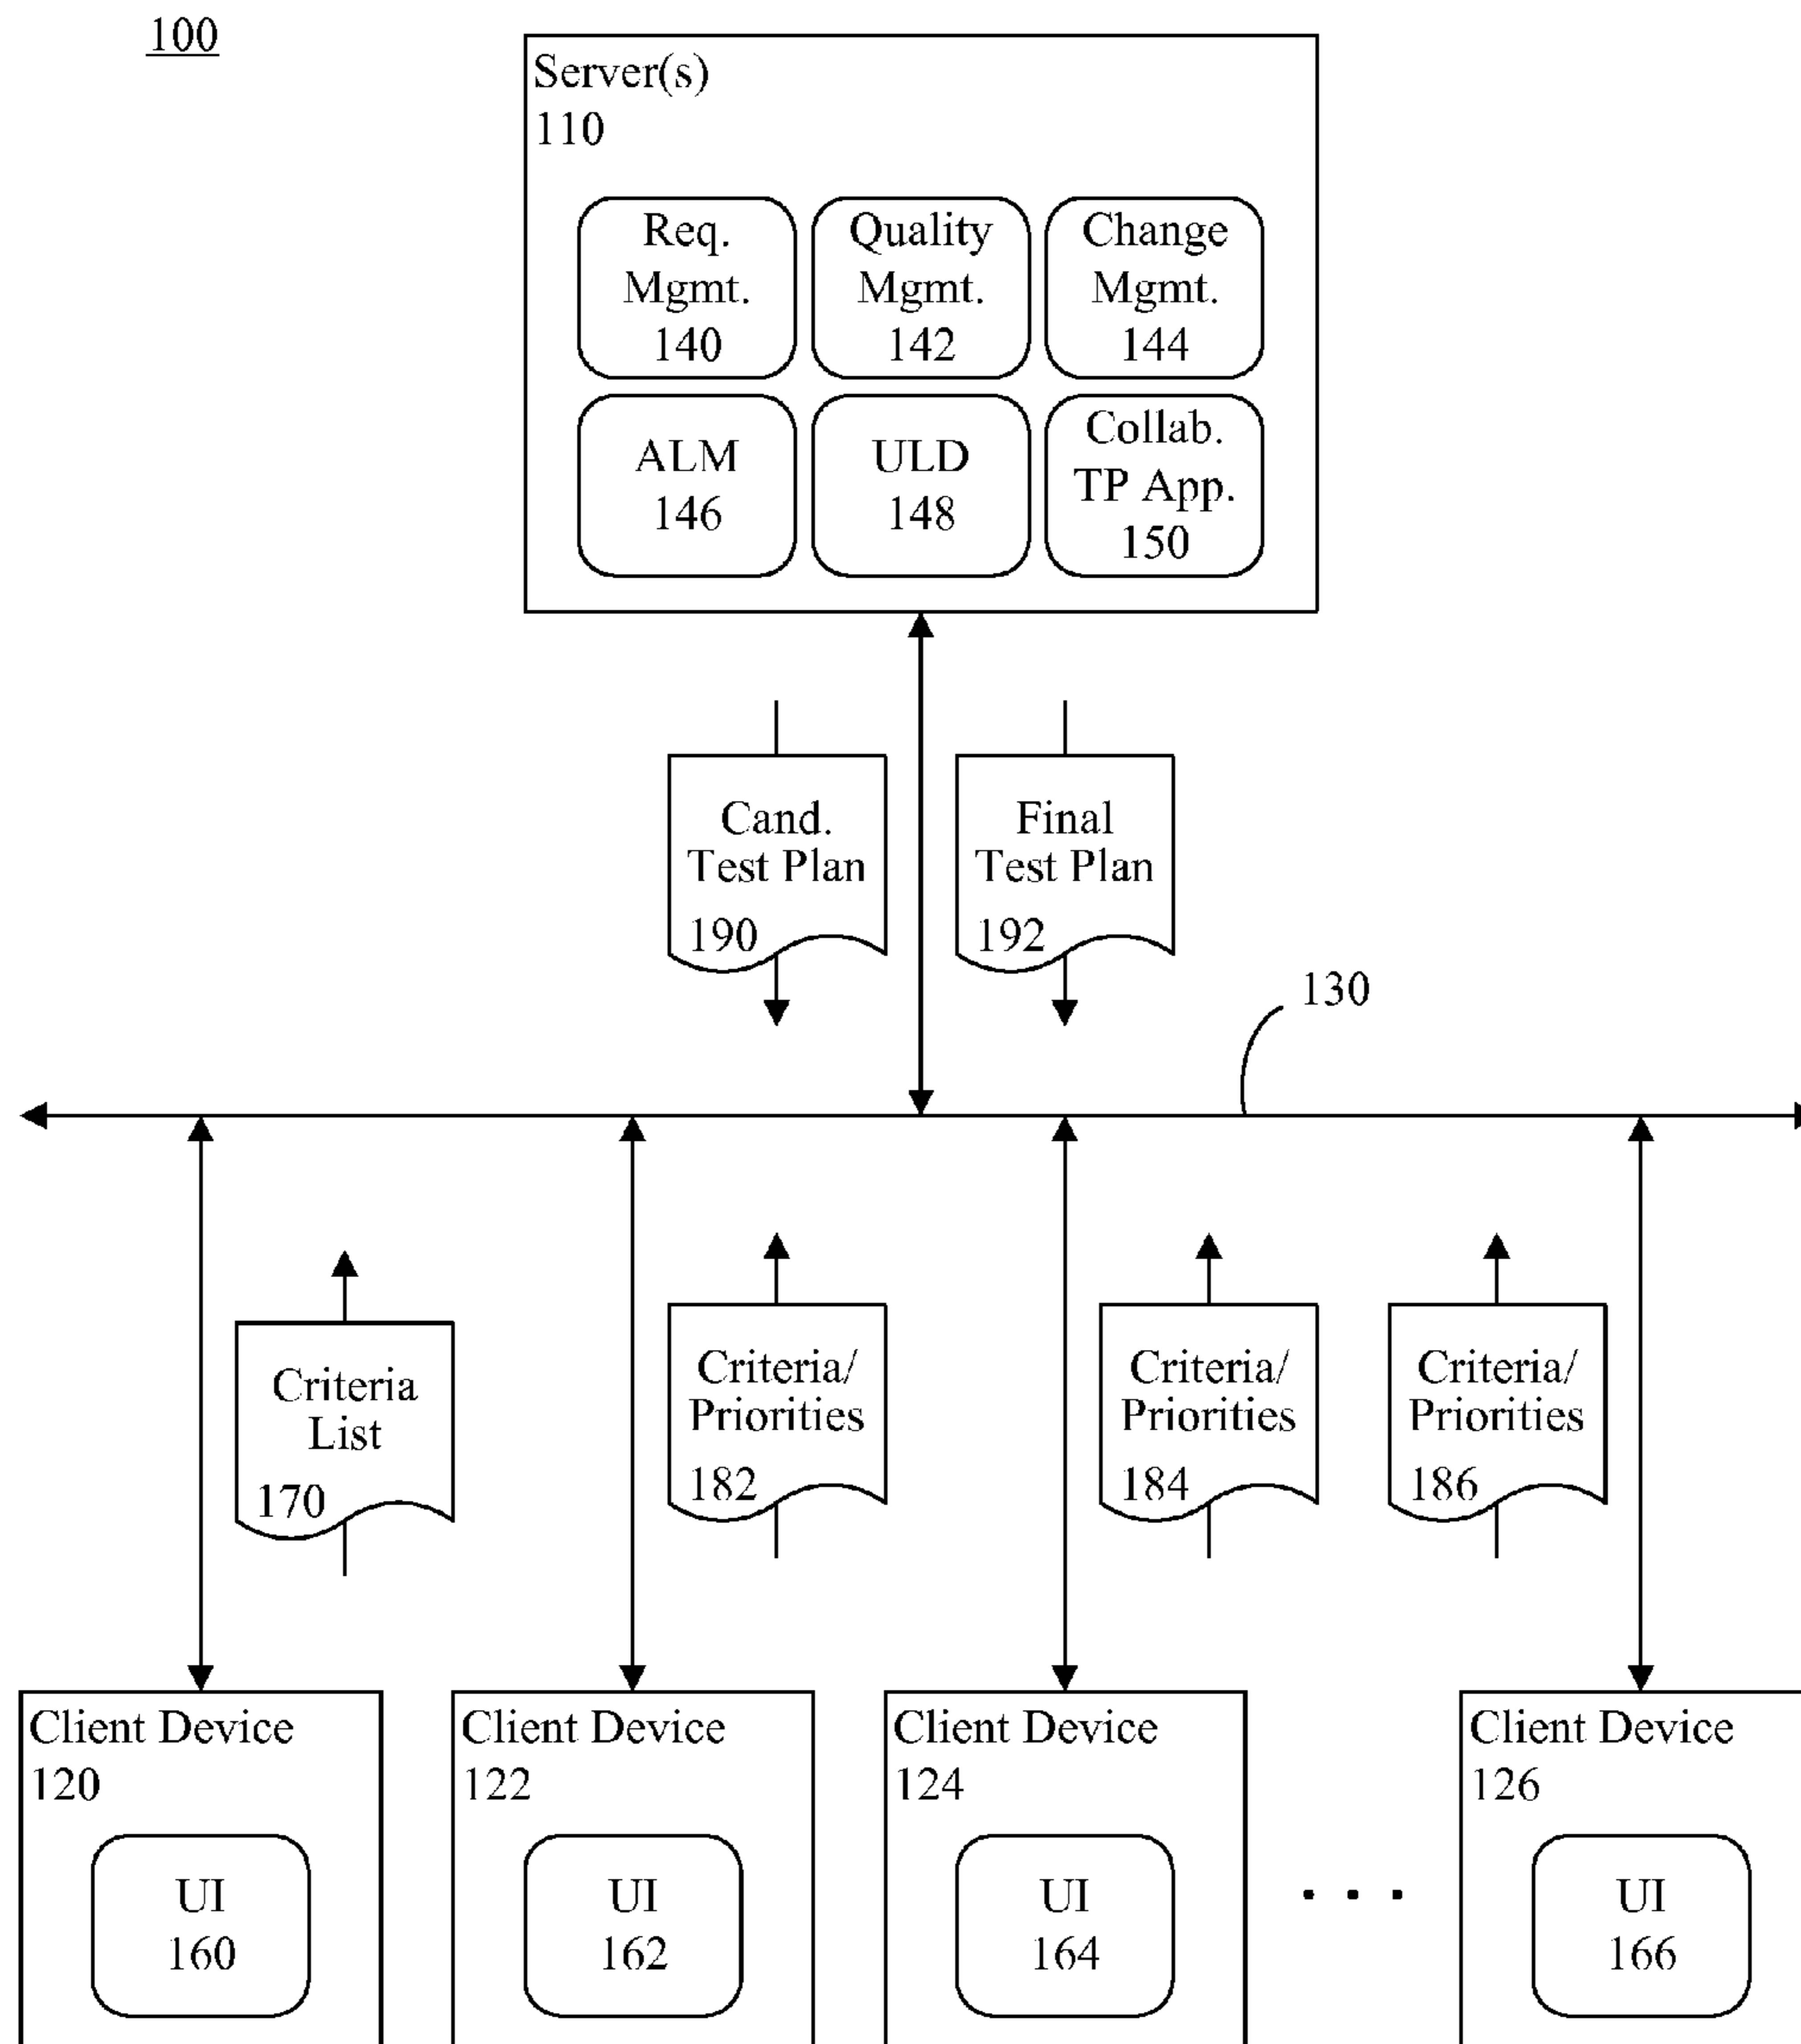 100
Server(s)
110
Req.
Mgmt.
140
Quality
Mgmt.
142
Change
Mgmt.
144
ALM
146
ULD
148
Collab.
TP App.
150
Cand.
Test Plan
190
Final
Test Plan
192
130
Criteria
List
170
Criteria/
Priorities
182
Criteria/
Priorities
184
Criteria/
Priorities
186
Client Device
120
UI
160
Client Device
122
UI
162
Client Device
124
UI
164
. . .
Client Device
126
UI
166